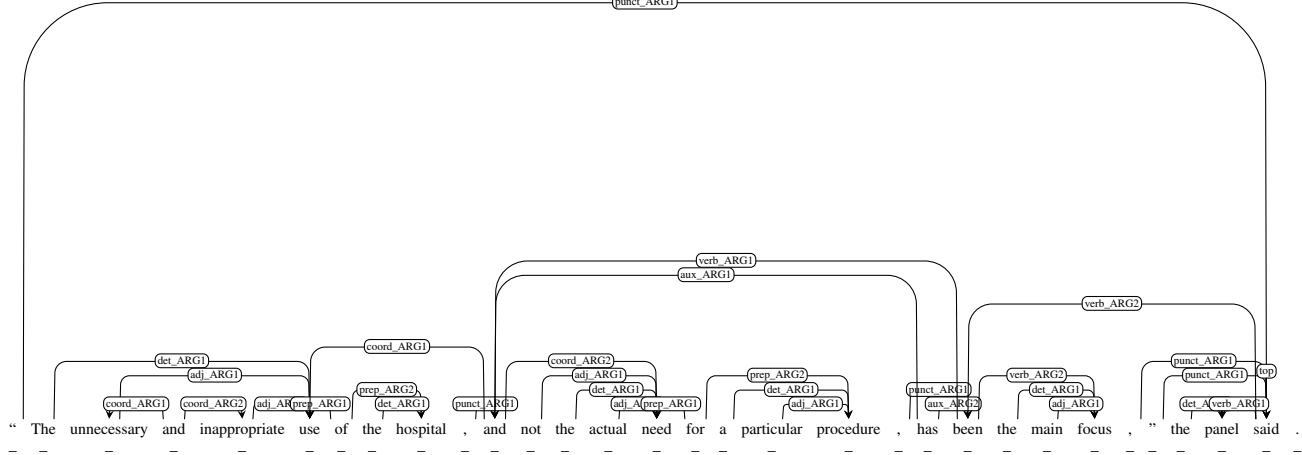 punct_ARG1
verb_ARG1
aux_ARG1
verb_ARG2
coord_ARG1
det_ARG1 coord_ARG2 punct_ARG1
adj_ARG1 adj_ARG1 prep_ARG2 verb_ARG2 punct_ARG1 top
prep_ARG2 det_ARG1 det_ARG1 punct_ARG1 det_ARG1
coord_ARG1 coord_ARG2 prep_ARG1 det_ARG1 punct_ARG1 prep_ARG1 adj_ARG1 aux_ARG2 adj_ARG1 verb_ARG1
“ The unnecessary and inappropriate use of the hospital , and not the actual need for a particular procedure , has been the main focus , ” the panel said .
_ _ _ _ _ _ _ _ _ _ _ _ _ _ _ _ _ _ _ _ _ _ _ _ _ _ _ _ _ _ _